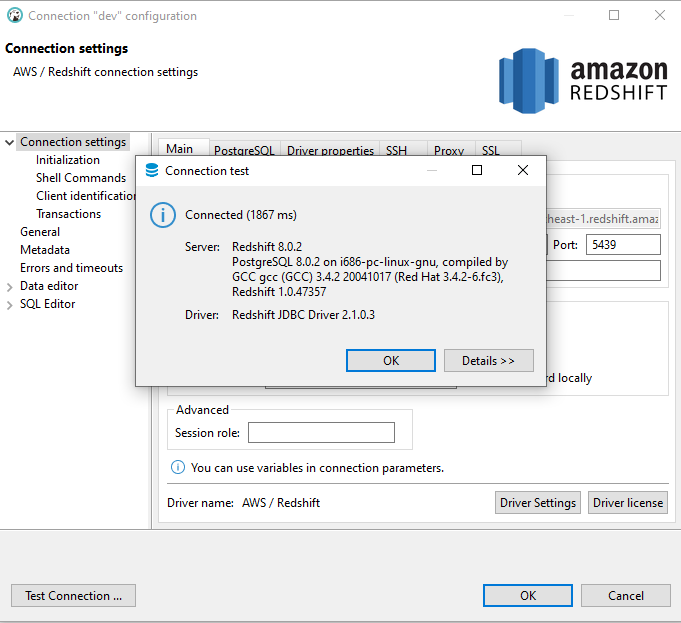 Connection "dev" configuration
Connection settings
AWS / Redshift connection settings
amazon
REDSHIFT
Connection settings
Initialization
Shell Commands
Client identification
Transactions
General
Metadata
Errors and timeouts
Data editor
SQL Editor
Main PostgreSQL Driver properties SSH Proxy SSL
Connection test
Connected (1867 ms)
Server: Redshift 8.0.2
PostgreSQL 8.0.2 on i686-pc-linux-gnu, compiled by
GCC gcc (GCC) 3.4.2 20041017 (Red Hat 3.4.2-6.fc3),
Redshift 1.0.47357
Driver: Redshift JDBC Driver 2.1.0.3
OK Details >>
heast-1.redshift.amaz
Port: 5439
rd locally
Advanced
Session role:
You can use variables in connection parameters.
Driver name: AWS / Redshift
Driver Settings Driver license
Test Connection ... OK Cancel